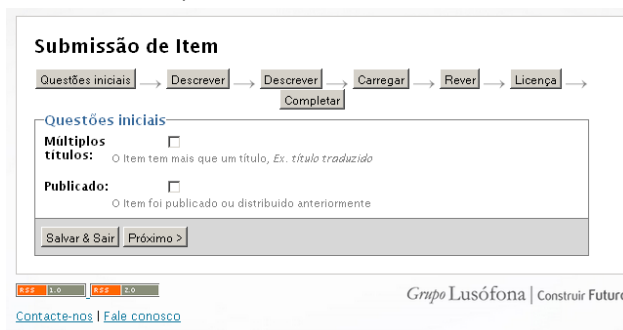 Submissão de Item
Questões iniciais → Descrever → Descrever → Carregar → Rever → Licença →
Completar
Questões iniciais
Múltiplos
títulos:
O Item tem mais que um título, Ex. título traduzido
Publicado:
O Item foi publicado ou distribuido anteriormente
Salvar & Sair Próximo >
RSS 1.0 RSS 2.0
Grupo Lusófona | Construir Futuro
Contacte-nos | Fale conosco